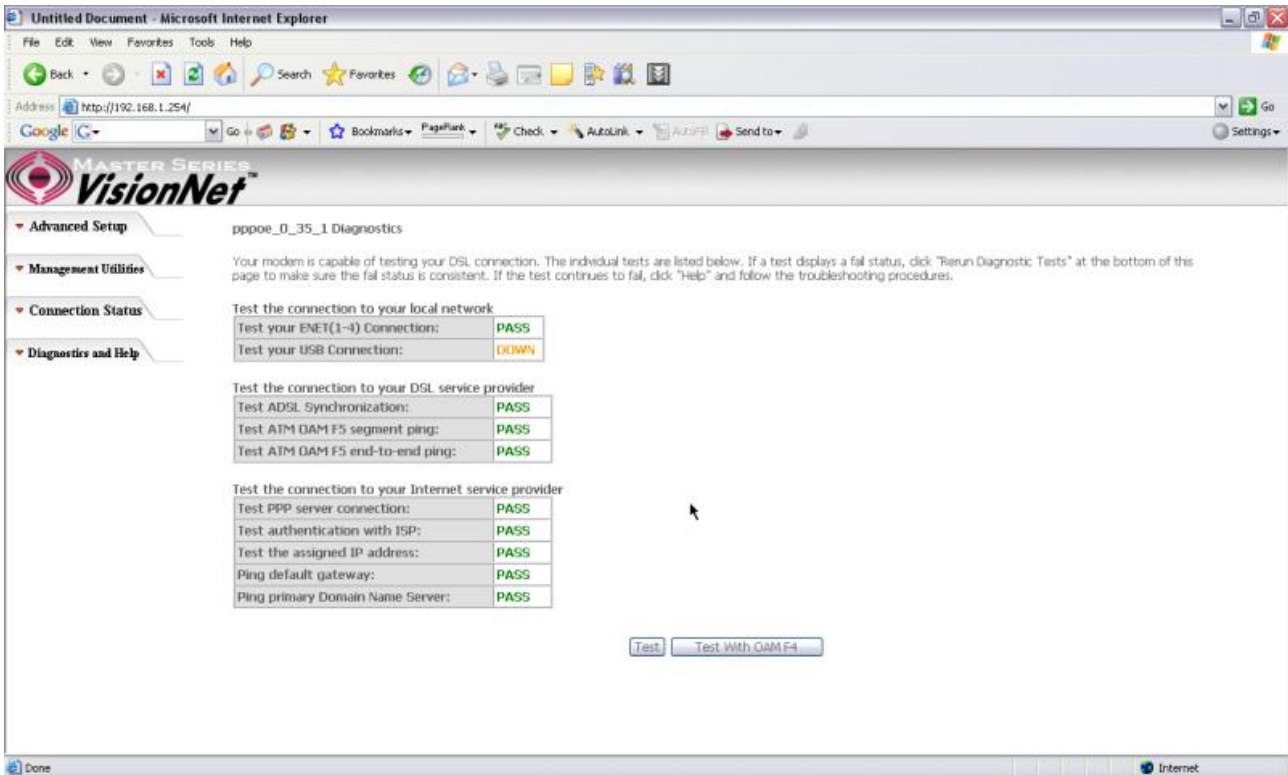 Untitled Document - Microsoft Internet Explorer
File Edit View Favorites Tools Help
Back Search Favorites
Address http://192.168.1.254/ Go
Google G Go Bookmarks PageRank Check AutoLink AutoFill Send to Settings
MASTER SERIES
VisionNet™
Advanced Setup
Management Utilities
Connection Status
Diagnostics and Help
pppoe_0_35_1 Diagnostics
Your modem is capable of testing your DSL connection. The individual tests are listed below. If a test displays a fail status, click "Rerun Diagnostic Tests" at the bottom of this
page to make sure the fail status is consistent. If the test continues to fail, click "Help" and follow the troubleshooting procedures.
Test the connection to your local network
Test your ENET(1-4) Connection: PASS
Test your USB Connection: DOWN
Test the connection to your DSL service provider
Test ADSL Synchronization: PASS
Test ATM OAM F5 segment ping: PASS
Test ATM OAM F5 end-to-end ping: PASS
Test the connection to your Internet service provider
Test PPP server connection: PASS
Test authentication with ISP: PASS
Test the assigned IP address: PASS
Ping default gateway: PASS
Ping primary Domain Name Server: PASS
Test Test With OAM F4
Done Internet